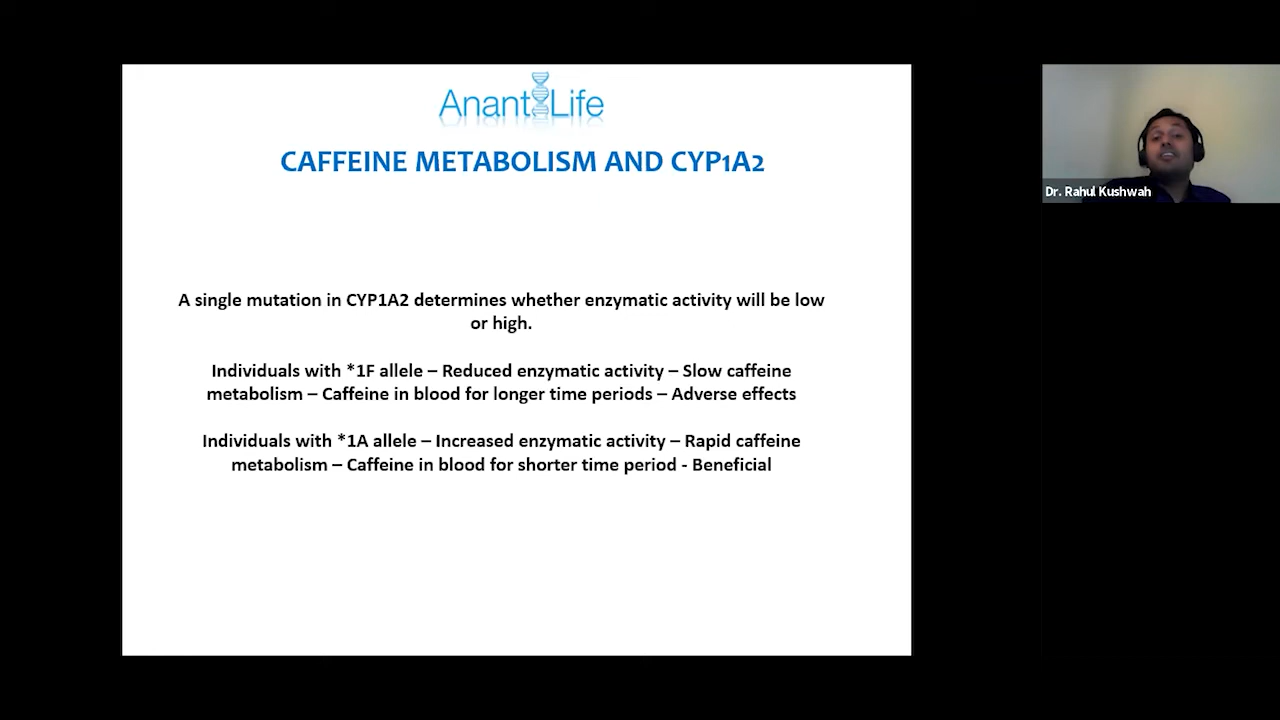 Anant Life
CAFFEINE METABOLISM AND CYP1A2
A single mutation in CYP1A2 determines whether enzymatic activity will be low
or high.
Individuals with *1F allele – Reduced enzymatic activity – Slow caffeine
metabolism – Caffeine in blood for longer time periods – Adverse effects
Individuals with *1A allele – Increased enzymatic activity – Rapid caffeine
metabolism – Caffeine in blood for shorter time period - Beneficial
Dr. Rahul Kushwah